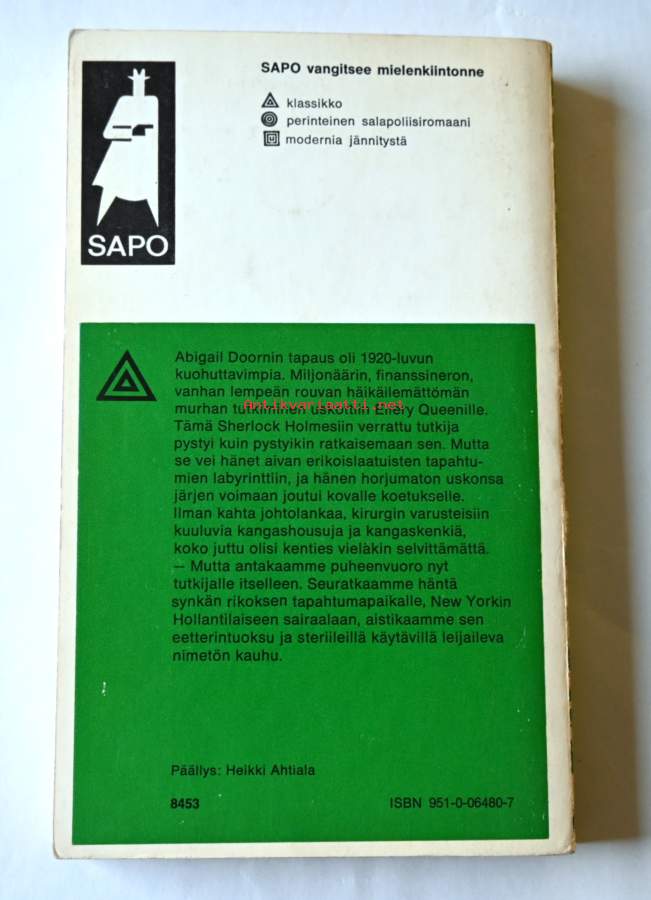 SAPO vangitsee mielenkiintonne
klassikko
perinteinen salapoliisiromaani
modernia jännitystä
SAPO
Abigail Doornin tapaus oli 1920-luvun
kuohuttavimpia. Miljonäärin, finanssineron,
vanhan lempeän rouvan häikäilemättömän
murhan tutkiminen uskottiin Ellery Queenille.
Antikvariaatti.net
Tämä Sherlock Holmesiin verrattu tutkija
pystyi kuin pystyikin ratkaisemaan sen. Mutta
se vei hänet aivan erikoislaatuisten tapahtu-
mien labyrinttiin, ja hänen horjumaton uskonsa
järjen voimaan joutui kovalle koetukselle.
Ilman kahta johtolankaa, kirurgin varusteisiin
kuuluvia kangashousuja ja kangaskenkiä,
koko juttu olisi kenties vieläkin selvittämättä.
— Mutta antakaamme puheenvuoro nyt
tutkijalle itselleen. Seuratkaamme häntä
synkän rikoksen tapahtumapaikalle, New Yorkin
Hollantilaiseen sairaalaan, aistikaamme sen
eetterintuoksu ja steriileillä käytävillä leijaileva
nimetön kauhu.
Päällys: Heikki Ahtiala
8453 ISBN 951-0-06480-7